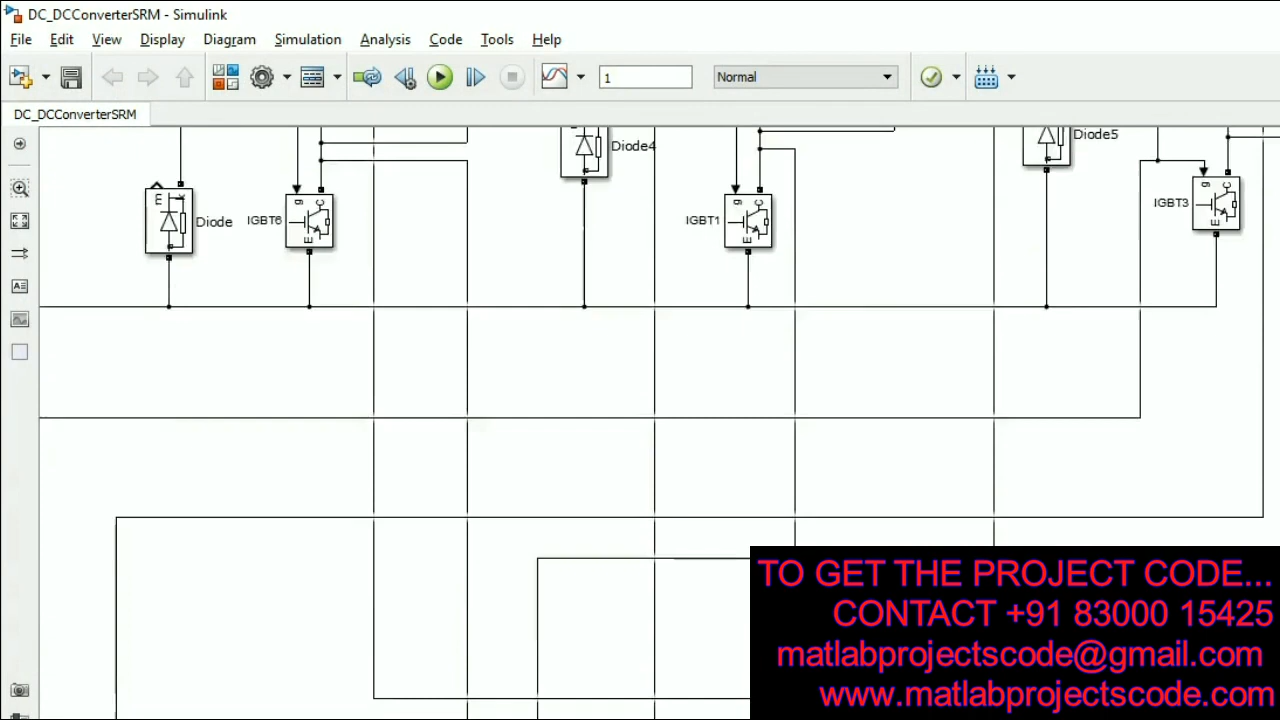 DC_DCConverterSRM - Simulink
File Edit View Display Diagram Simulation Analysis Code Tools Help
1 Normal
DC_DCConverterSRM
Diode4
Diode5
m k
Diode
IGBT6
g C
E
IGBT1
g C
E
IGBT3
g C
E
TO GET THE PROJECT CODE...
CONTACT +91 83000 15425
matlabprojectscode@gmail.com
www.matlabprojectscode.com